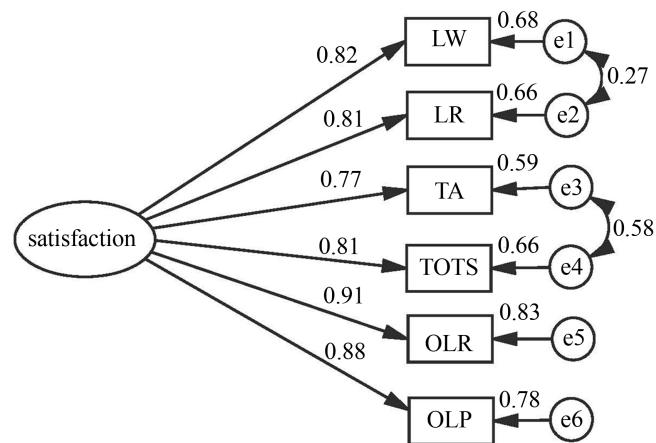 0.68
LW
e1
0.82
0.27
0.66
0.81
LR
e2
0.59
0.77
TA
e3
satisfaction
0.58
0.81
0.66
TOTS
e4
0.91
0.83
OLR
e5
0.88
0.78
OLP
e6